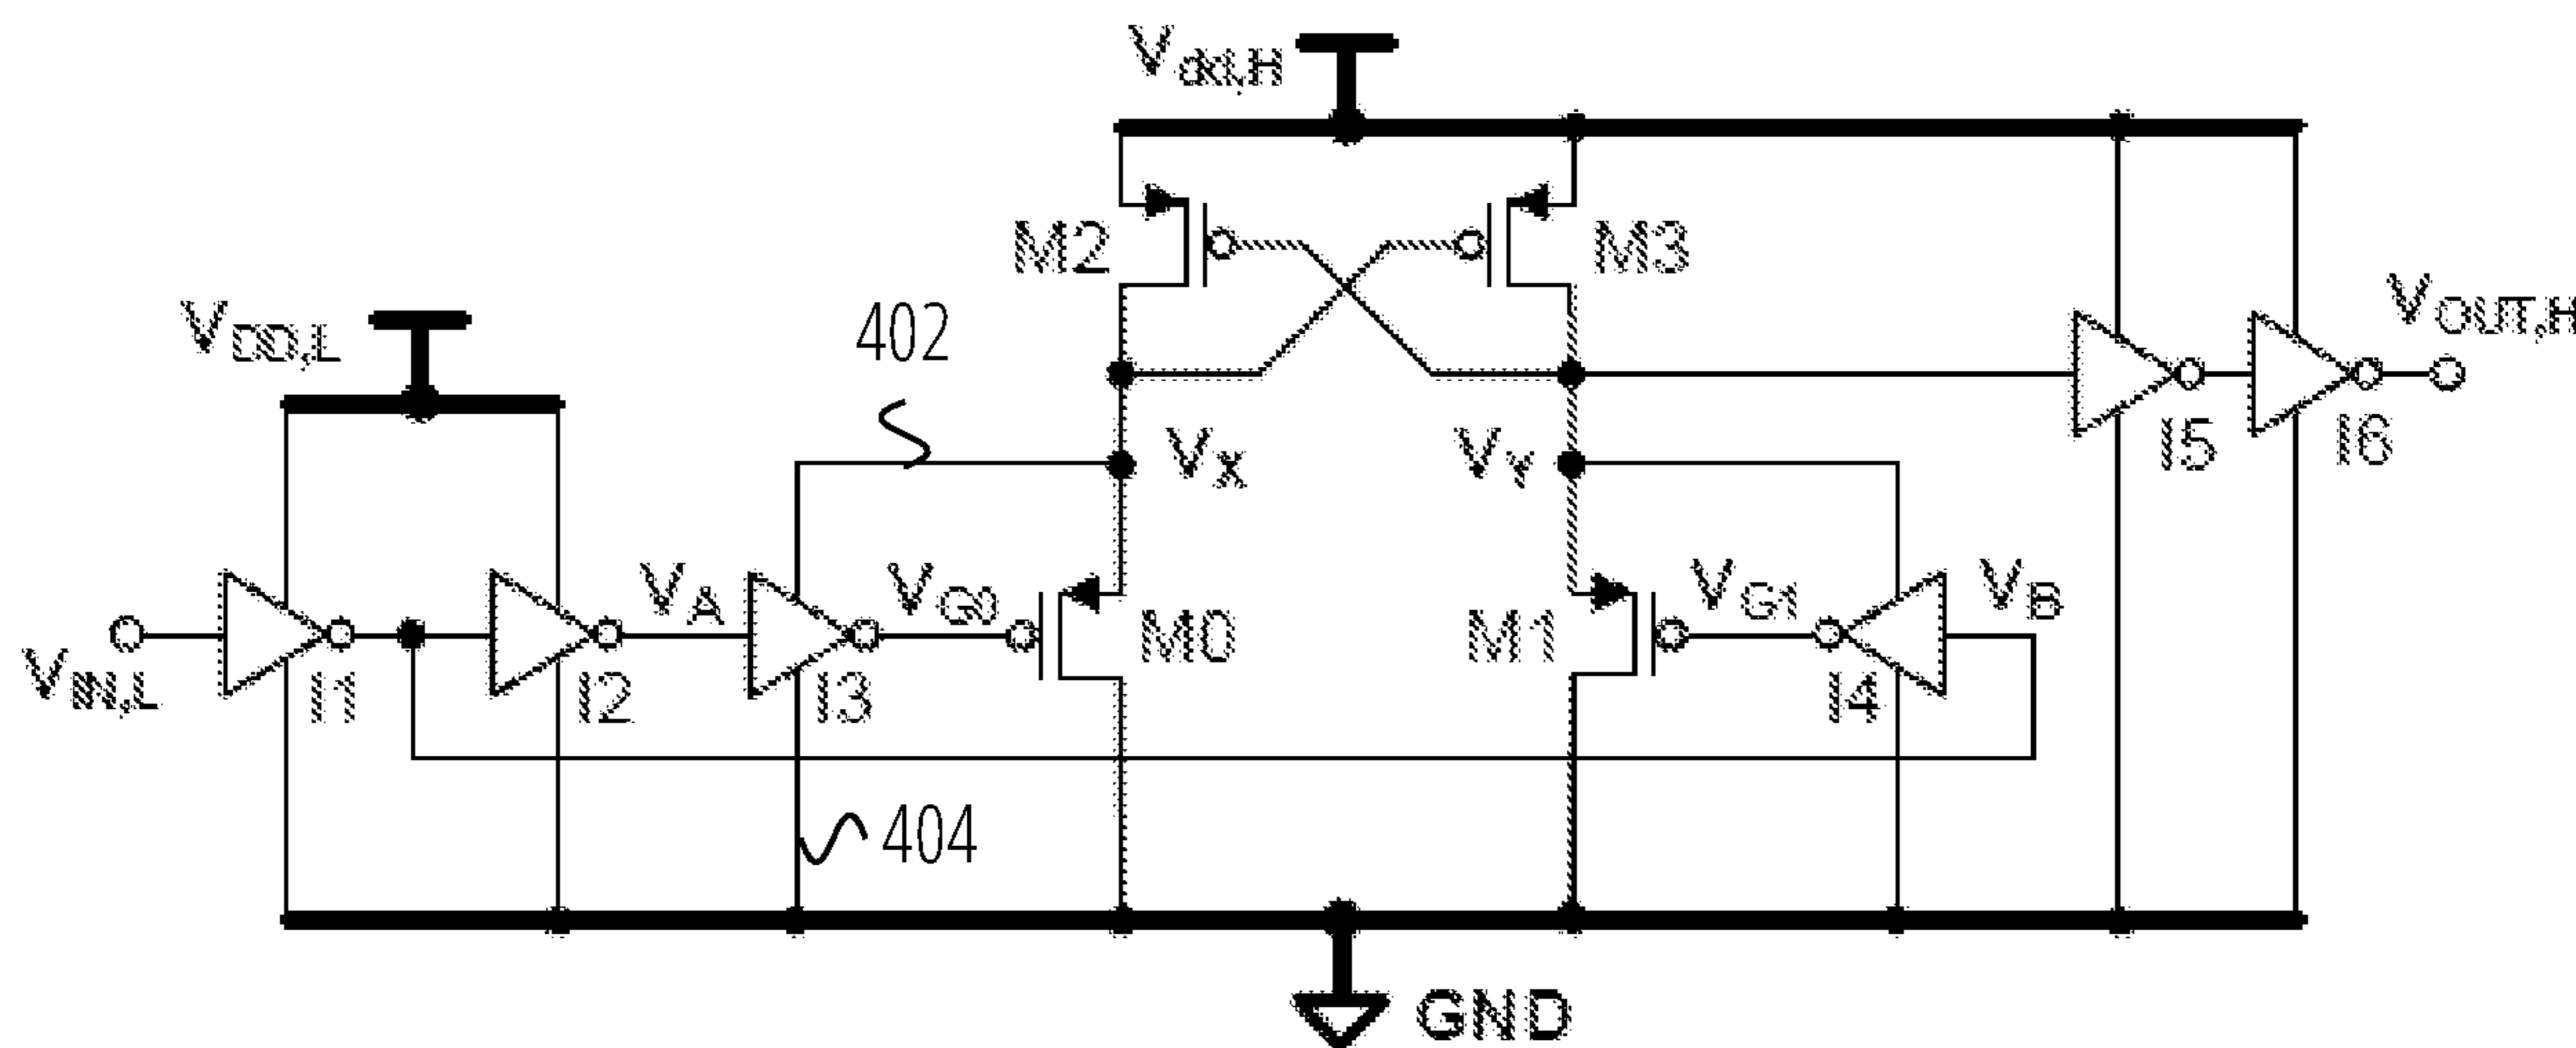 Vdd,H
M2
M3
402
VDD,L
VOUT,H
I5
I6
VX
VY
VA
VG0
VG1
VB
VIN,L
I1
I2
I3
M0
M1
I4
404
GND